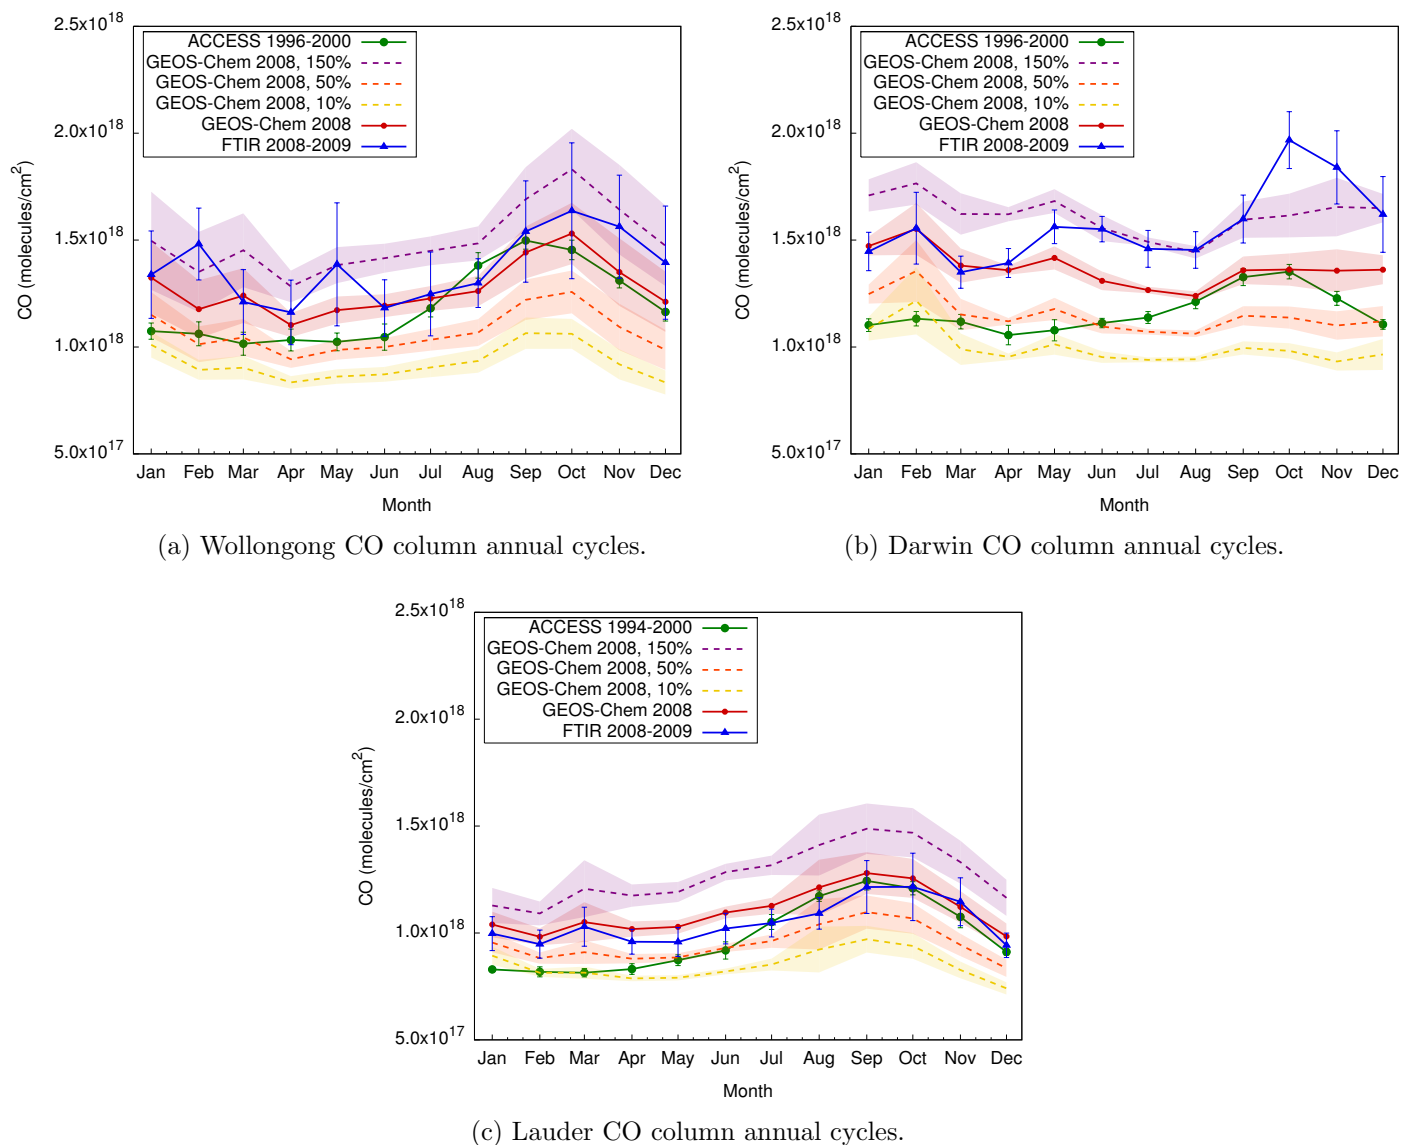 2.5x10^18
2.0x10^18
1.5x10^18
1.0x10^18
5.0x10^17
CO (molecules/cm^2)
ACCESS 1996-2000
GEOS-Chem 2008, 150%
GEOS-Chem 2008, 50%
GEOS-Chem 2008, 10%
GEOS-Chem 2008
FTIR 2008-2009
Jan Feb Mar Apr May Jun Jul Aug Sep Oct Nov Dec
Month
(a) Wollongong CO column annual cycles.
2.5x10^18
2.0x10^18
1.5x10^18
1.0x10^18
5.0x10^17
CO (molecules/cm^2)
ACCESS 1996-2000
GEOS-Chem 2008, 150%
GEOS-Chem 2008, 50%
GEOS-Chem 2008, 10%
GEOS-Chem 2008
FTIR 2008-2009
Jan Feb Mar Apr May Jun Jul Aug Sep Oct Nov Dec
Month
(b) Darwin CO column annual cycles.
2.5x10^18
2.0x10^18
1.5x10^18
1.0x10^18
5.0x10^17
CO (molecules/cm^2)
ACCESS 1994-2000
GEOS-Chem 2008, 150%
GEOS-Chem 2008, 50%
GEOS-Chem 2008, 10%
GEOS-Chem 2008
FTIR 2008-2009
Jan Feb Mar Apr May Jun Jul Aug Sep Oct Nov Dec
Month
(c) Lauder CO column annual cycles.